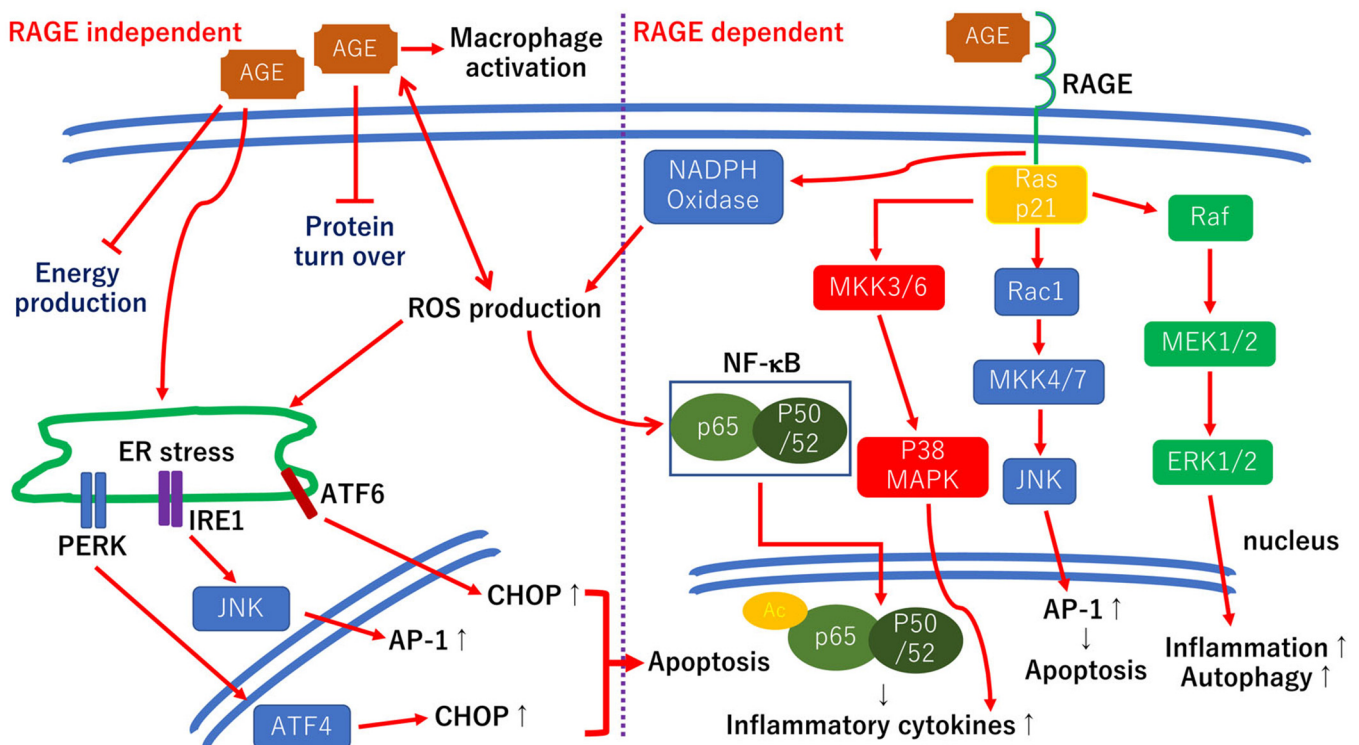 RAGE independent
AGE
AGE
Macrophage
activation
Energy
production
Protein
turn over
ROS production
ER stress
PERK
IRE1
ATF6
JNK
AP-1 ↑
CHOP ↑
ATF4
CHOP ↑
Apoptosis
RAGE dependent
AGE
RAGE
NADPH
Oxidase
Ras
p21
Raf
MKK3/6
Rac1
MEK1/2
MKK4/7
NF-κB
p65
P50
/52
P38
MAPK
JNK
ERK1/2
nucleus
Ac
p65
P50
/52
↓
Inflammatory cytokines ↑
AP-1 ↑
↓
Apoptosis
Inflammation ↑
Autophagy ↑